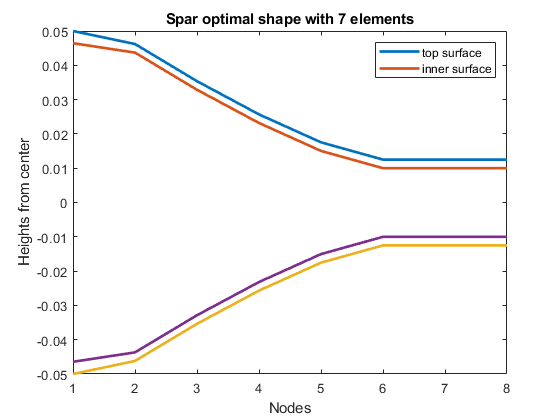 Spar optimal shape with 7 elements
top surface
inner surface
0.05
0.04
0.03
0.02
0.01
0
-0.01
-0.02
-0.03
-0.04
-0.05
Heights from center
1 2 3 4 5 6 7 8
Nodes